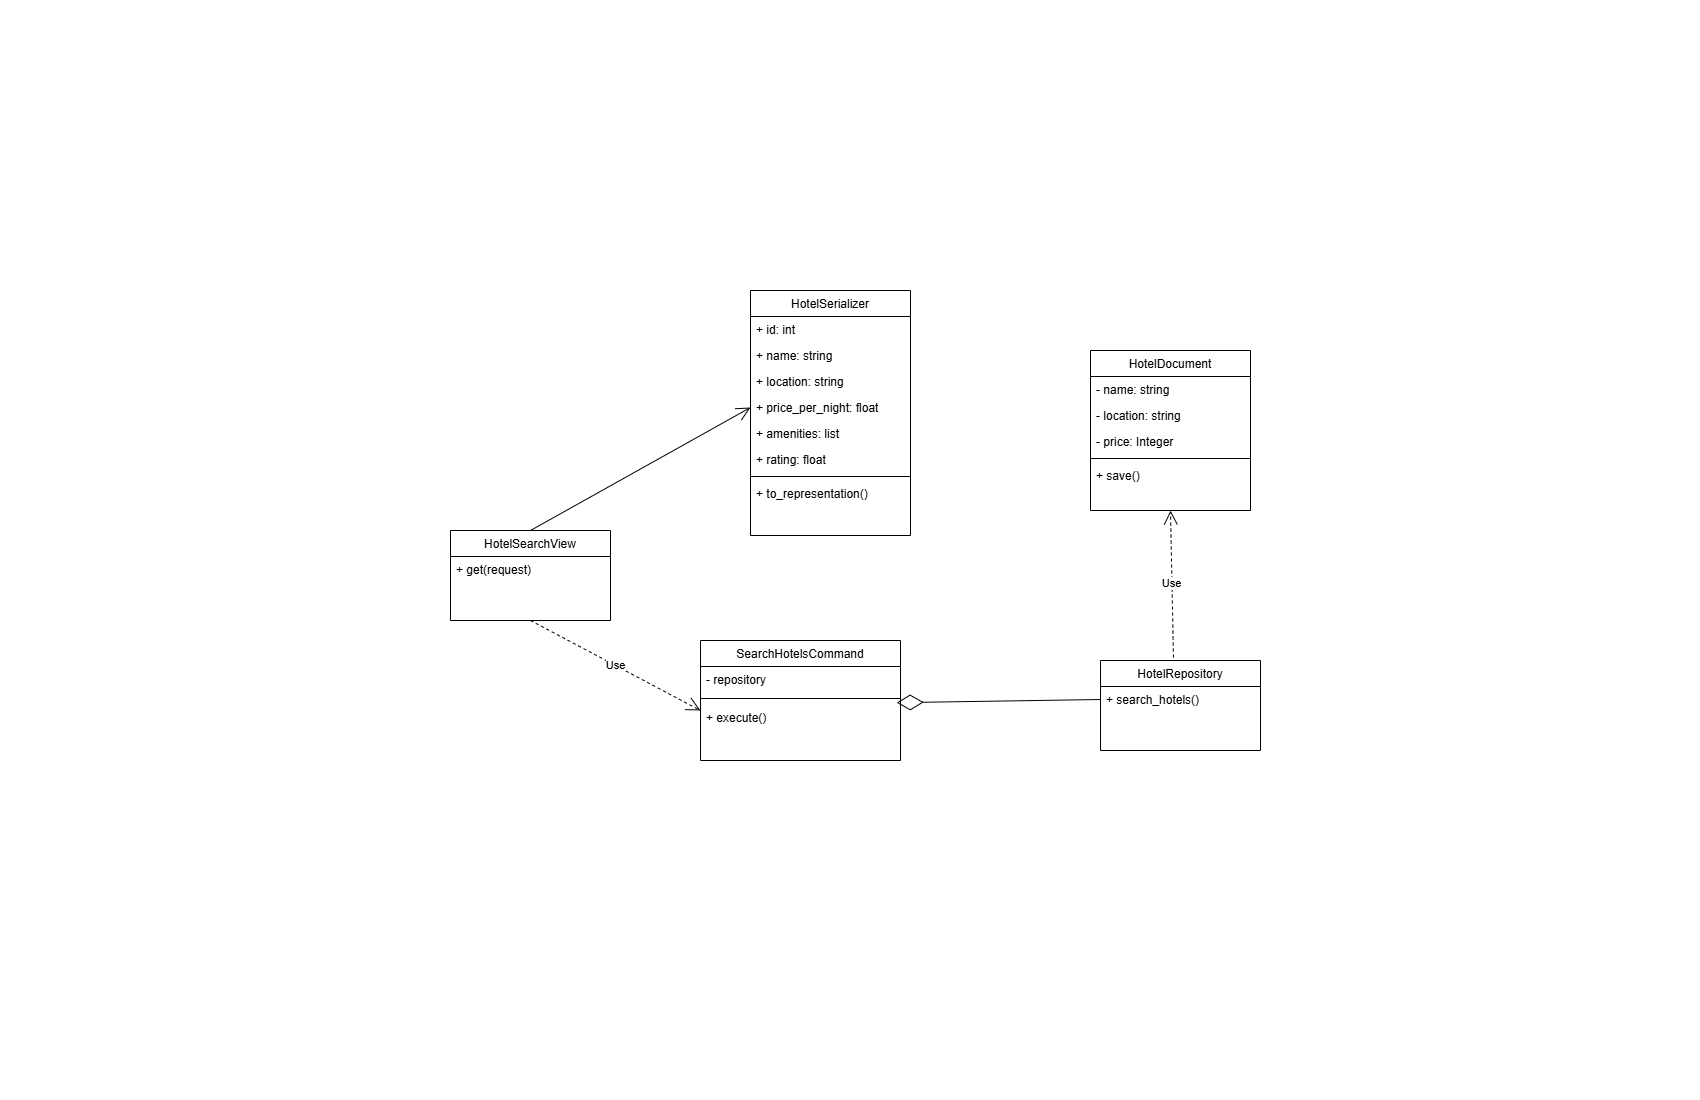 HotelSerializer
+ id: int
+ name: string
+ location: string
+ price_per_night: float
+ amenities: list
+ rating: float
+ to_representation()
HotelDocument
- name: string
- location: string
- price: Integer
+ save()
HotelSearchView
+ get(request)
Use
Use
SearchHotelsCommand
- repository
+ execute()
HotelRepository
+ search_hotels()